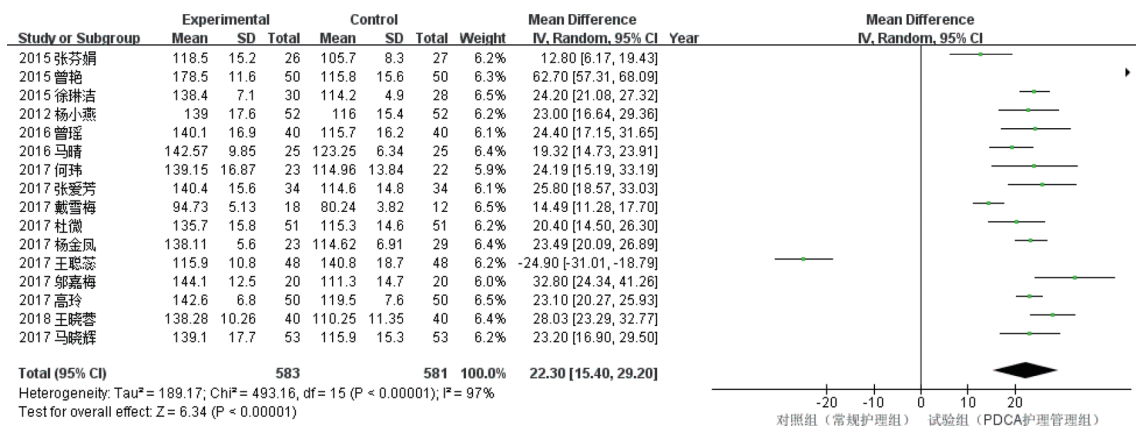 Experimental Control Mean Difference Mean Difference
Study or Subgroup Mean SD Total Mean SD Total Weight IV, Random, 95% CI Year IV, Random, 95% CI
2015 张芬娟 118.5 15.2 26 105.7 8.3 27 6.2% 12.80 [6.17, 19.43]
2015 曾艳 178.5 11.6 50 115.8 15.6 50 6.4% 62.70 [57.31, 68.09]
2015 徐琳洁 138.4 7.1 30 114.2 4.9 28 6.5% 24.20 [21.08, 27.32]
2012 杨小燕 139 17.6 52 116 15.4 52 6.3% 23.00 [16.64, 29.36]
2016 曾瑶 140.1 16.9 40 115.7 16.2 40 6.2% 24.40 [17.15, 31.65]
2016 马晴 142.57 9.85 25 123.25 6.34 25 6.4% 19.32 [14.73, 23.91]
2017 何玮 139.15 16.87 23 114.96 13.84 22 5.9% 24.19 [15.19, 33.19]
2017 张爱芳 140.4 15.6 34 114.6 14.8 34 6.2% 25.80 [18.57, 33.03]
2017 戴雪梅 94.73 5.13 18 80.24 3.82 12 6.5% 14.49 [11.28, 17.70]
2017 杜微 135.7 15.8 51 115.3 14.6 51 6.3% 20.40 [14.50, 26.30]
2017 杨金凤 138.11 5.6 23 114.62 6.91 29 6.5% 23.49 [20.09, 26.89]
2017 王聪蕊 115.9 10.8 48 140.8 18.7 48 6.3% -24.90 [-31.01, -18.79]
2017 邬嘉梅 144.1 12.5 20 111.3 14.7 20 6.0% 32.80 [24.34, 41.26]
2017 高玲 142.6 6.8 50 119.5 7.6 50 6.5% 23.10 [20.27, 25.93]
2018 王晓蓉 138.28 10.26 40 110.25 11.35 40 6.4% 28.03 [23.29, 32.77]
2017 马晓辉 139.1 17.7 53 115.9 15.3 53 6.3% 23.20 [16.90, 29.50]
Total (95% CI) 583 581 100.0% 22.30 [15.40, 29.20]
Heterogeneity: Tau² = 189.17; Chi² = 493.16, df = 15 (P < 0.00001); I² = 97%
Test for overall effect: Z = 6.34 (P < 0.00001)
-20 -10 0 10 20
对照组（常规护理组） 试验组（PDCA护理管理组）